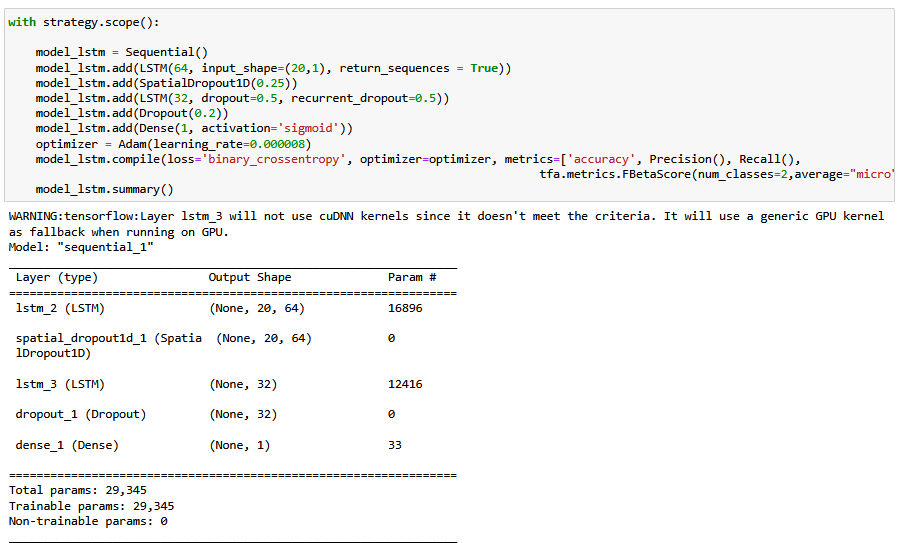 with strategy.scope():
model_lstm = Sequential()
model_lstm.add(LSTM(64, input_shape=(20,1), return_sequences = True))
model_lstm.add(SpatialDropout1D(0.25))
model_lstm.add(LSTM(32, dropout=0.5, recurrent_dropout=0.5))
model_lstm.add(Dropout(0.2))
model_lstm.add(Dense(1, activation='sigmoid'))
optimizer = Adam(learning_rate=0.000008)
model_lstm.compile(loss='binary_crossentropy', optimizer=optimizer, metrics=['accuracy', Precision(), Recall(),
tfa.metrics.FBetaScore(num_classes=2,average="micro"
model_lstm.summary()
WARNING:tensorflow:Layer lstm_3 will not use cuDNN kernels since it doesn't meet the criteria. It will use a generic GPU kernel
as fallback when running on GPU.
Model: "sequential_1"
Layer (type) Output Shape Param #
=================================================================
lstm_2 (LSTM) (None, 20, 64) 16896
spatial_dropout1d_1 (Spatia (None, 20, 64) 0
lDropout1D)
lstm_3 (LSTM) (None, 32) 12416
dropout_1 (Dropout) (None, 32) 0
dense_1 (Dense) (None, 1) 33
=================================================================
Total params: 29,345
Trainable params: 29,345
Non-trainable params: 0